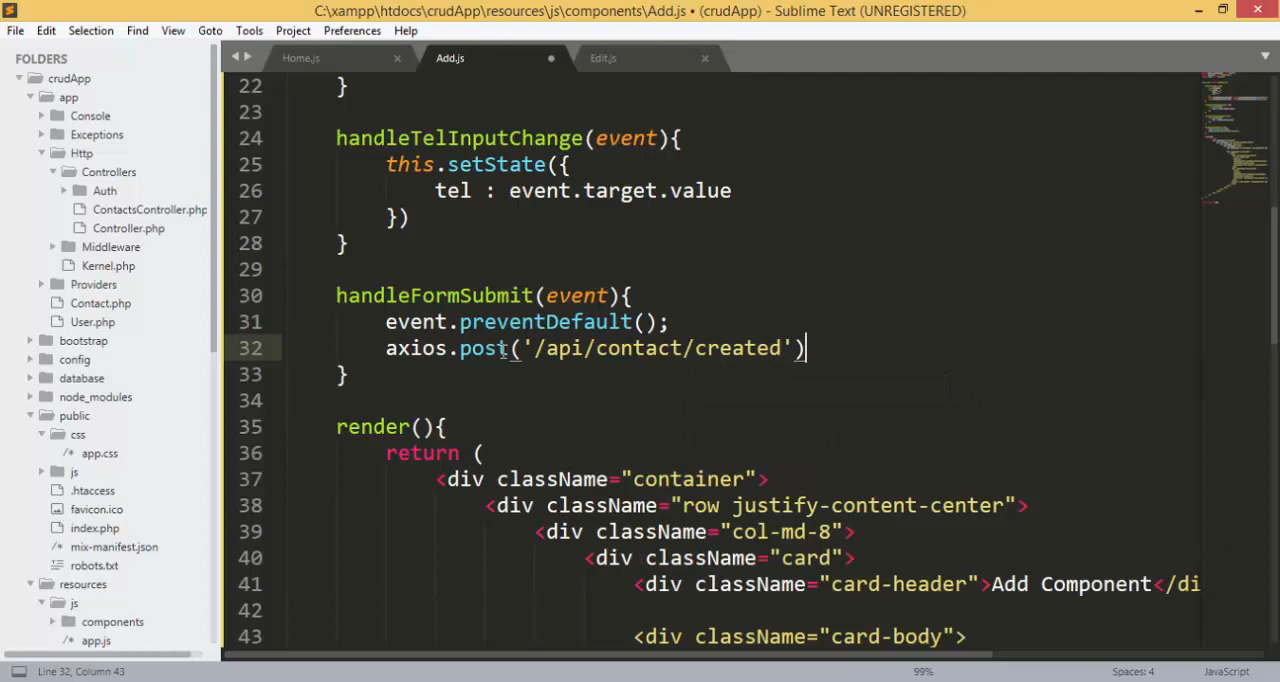 C:\xampp\htdocs\crudApp\resources\js\components\Add.js • (crudApp) - Sublime Text (UNREGISTERED)
File Edit Selection Find View Goto Tools Project Preferences Help
FOLDERS
crudApp
app
Console
Exceptions
Http
Controllers
Auth
ContactsController.php
Controller.php
Middleware
Kernel.php
Providers
Contact.php
User.php
bootstrap
config
database
node_modules
public
css
/* app.css
js
.htaccess
favicon.ico
index.php
/* mix-manifest.json
robots.txt
resources
js
components
/* app.js
Home.js Add.js Edit.js
22 }
23
24 handleTelInputChange(event){
25 this.setState({
26 tel : event.target.value
27 })
28 }
29
30 handleFormSubmit(event){
31 event.preventDefault();
32 axios.post('/api/contact/created')
33 }
34
35 render(){
36 return (
37 <div className="container">
38 <div className="row justify-content-center">
39 <div className="col-md-8">
40 <div className="card">
41 <div className="card-header">Add Component</di
42
43 <div className="card-body">
Line 32, Column 43 99% Spaces: 4 JavaScript